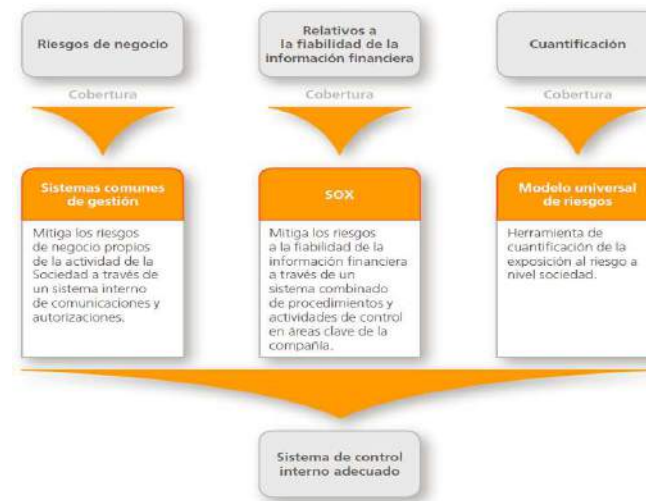 Riesgos de negocio
Relativos a
la fiabilidad de la
información financiera
Cuantificación
Cobertura
Cobertura
Cobertura
Sistemas comunes
de gestión
Mitiga los riesgos
de negocio propios
de la actividad de la
Sociedad a través de
un sistema interno
de comunicaciones y
autorizaciones.
SOX
Mitiga los riesgos
a la fiabilidad de la
información financiera
a través de un
sistema combinado
de procedimientos y
actividades de control
en áreas clave de la
compañía.
Modelo universal
de riesgos
Herramienta de
cuantificación de la
exposición al riesgo a
nivel sociedad.
Sistema de control
interno adecuado